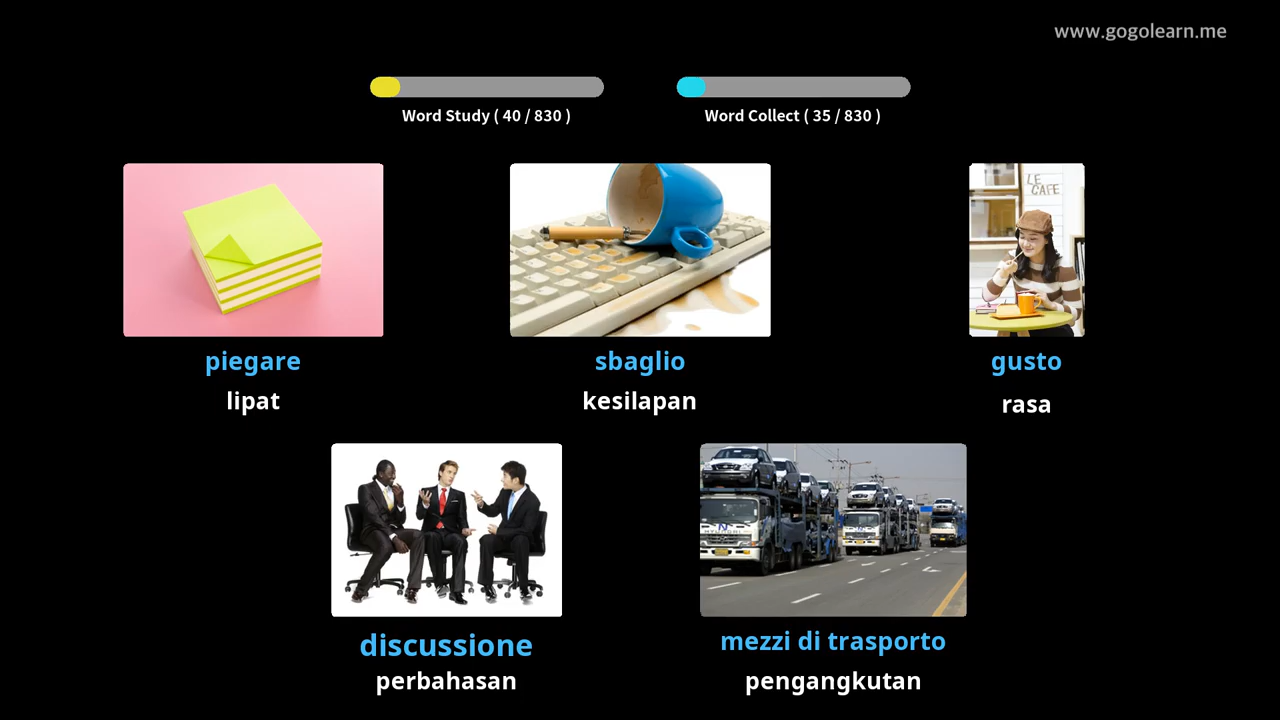 www.gogolearn.me
Word Study ( 40 / 830 )
Word Collect ( 35 / 830 )
LE
CAFE
piegare
lipat
sbaglio
kesilapan
gusto
rasa
discussione
perbahasan
mezzi di trasporto
pengangkutan